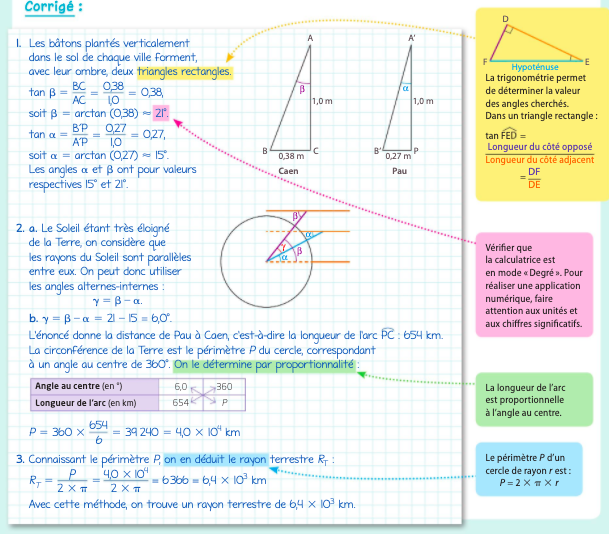 Corrigé :
1. Les bâtons plantés verticalement
dans le sol de chaque ville forment,
avec leur ombre, deux triangles rectangles.
tan β = BC/AC = 0,38/1,0 = 0,38,
soit β = arctan (0,38) ≈ 21°.
tan α = B'P/A'P = 0,27/1,0 = 0,27,
soit α = arctan (0,27) ≈ 15°.
Les angles α et β ont pour valeurs
respectives 15° et 21°.
A
β
1,0 m
B
C
0,38 m
Caen
A'
α
1,0 m
B'
P
0,27 m
Pau
D
F
E
Hypoténuse
La trigonométrie permet
de déterminer la valeur
des angles cherchés.
Dans un triangle rectangle :
tan FED =
Longueur du côté opposé
Longueur du côté adjacent
= DF/DE
2. a. Le Soleil étant très éloigné
de la Terre, on considère que
les rayons du Soleil sont parallèles
entre eux. On peut donc utiliser
les angles alternes-internes :
γ = β – α.
β
α
γ
β
α
b. γ = β – α = 21 – 15 = 6,0°.
L'énoncé donne la distance de Pau à Caen, c'est-à-dire la longueur de l'arc PC : 654 km.
La circonférence de la Terre est le périmètre P du cercle, correspondant
à un angle au centre de 360°. On le détermine par proportionnalité :
Angle au centre (en °) 6,0 360
Longueur de l'arc (en km) 654 P
P = 360 × 654/6 = 39 240 = 4,0 × 10⁴ km
3. Connaissant le périmètre P, on en déduit le rayon terrestre R_T :
R_T = P/(2 × π) = 4,0 × 10⁴/(2 × π) = 6 366 = 6,4 × 10³ km
Avec cette méthode, on trouve un rayon terrestre de 6,4 × 10³ km.
Vérifier que
la calculatrice est
en mode « Degré ». Pour
réaliser une application
numérique, faire
attention aux unités et
aux chiffres significatifs.
La longueur de l'arc
est proportionnelle
à l'angle au centre.
Le périmètre P d'un
cercle de rayon r est :
P = 2 × π × r